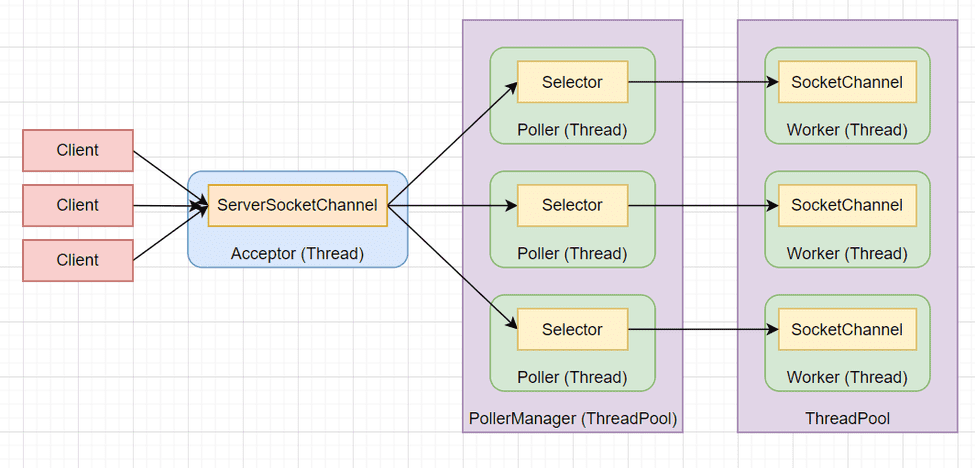 Client
Client
Client
ServerSocketChannel
Acceptor (Thread)
Selector
Poller (Thread)
Selector
Poller (Thread)
Selector
Poller (Thread)
PollerManager (ThreadPool)
SocketChannel
Worker (Thread)
SocketChannel
Worker (Thread)
SocketChannel
Worker (Thread)
ThreadPool